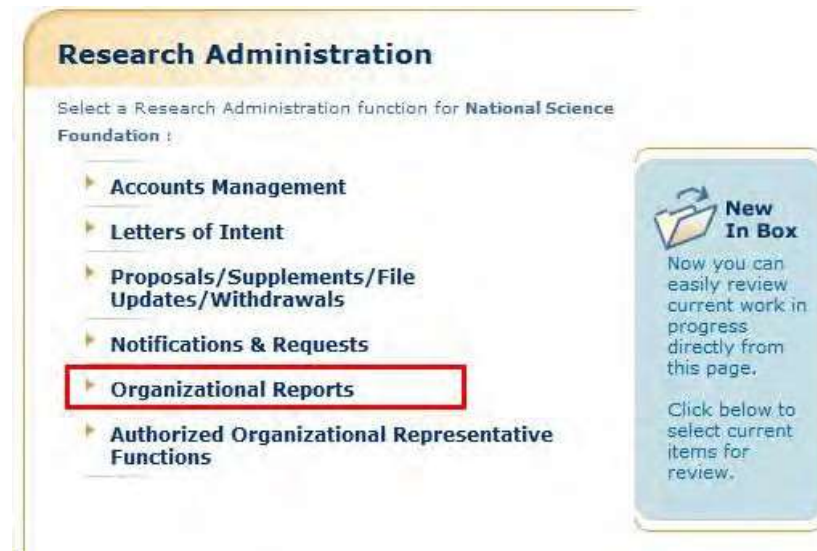 Research Administration
Select a Research Administration function for National Science
Foundation :
Accounts Management
Letters of Intent
Proposals/Supplements/File
Updates/Withdrawals
Notifications & Requests
Organizational Reports
Authorized Organizational Representative
Functions
New
In Box
Now you can
easily review
current work in
progress
directly from
this page.
Click below to
select current
items for
review.